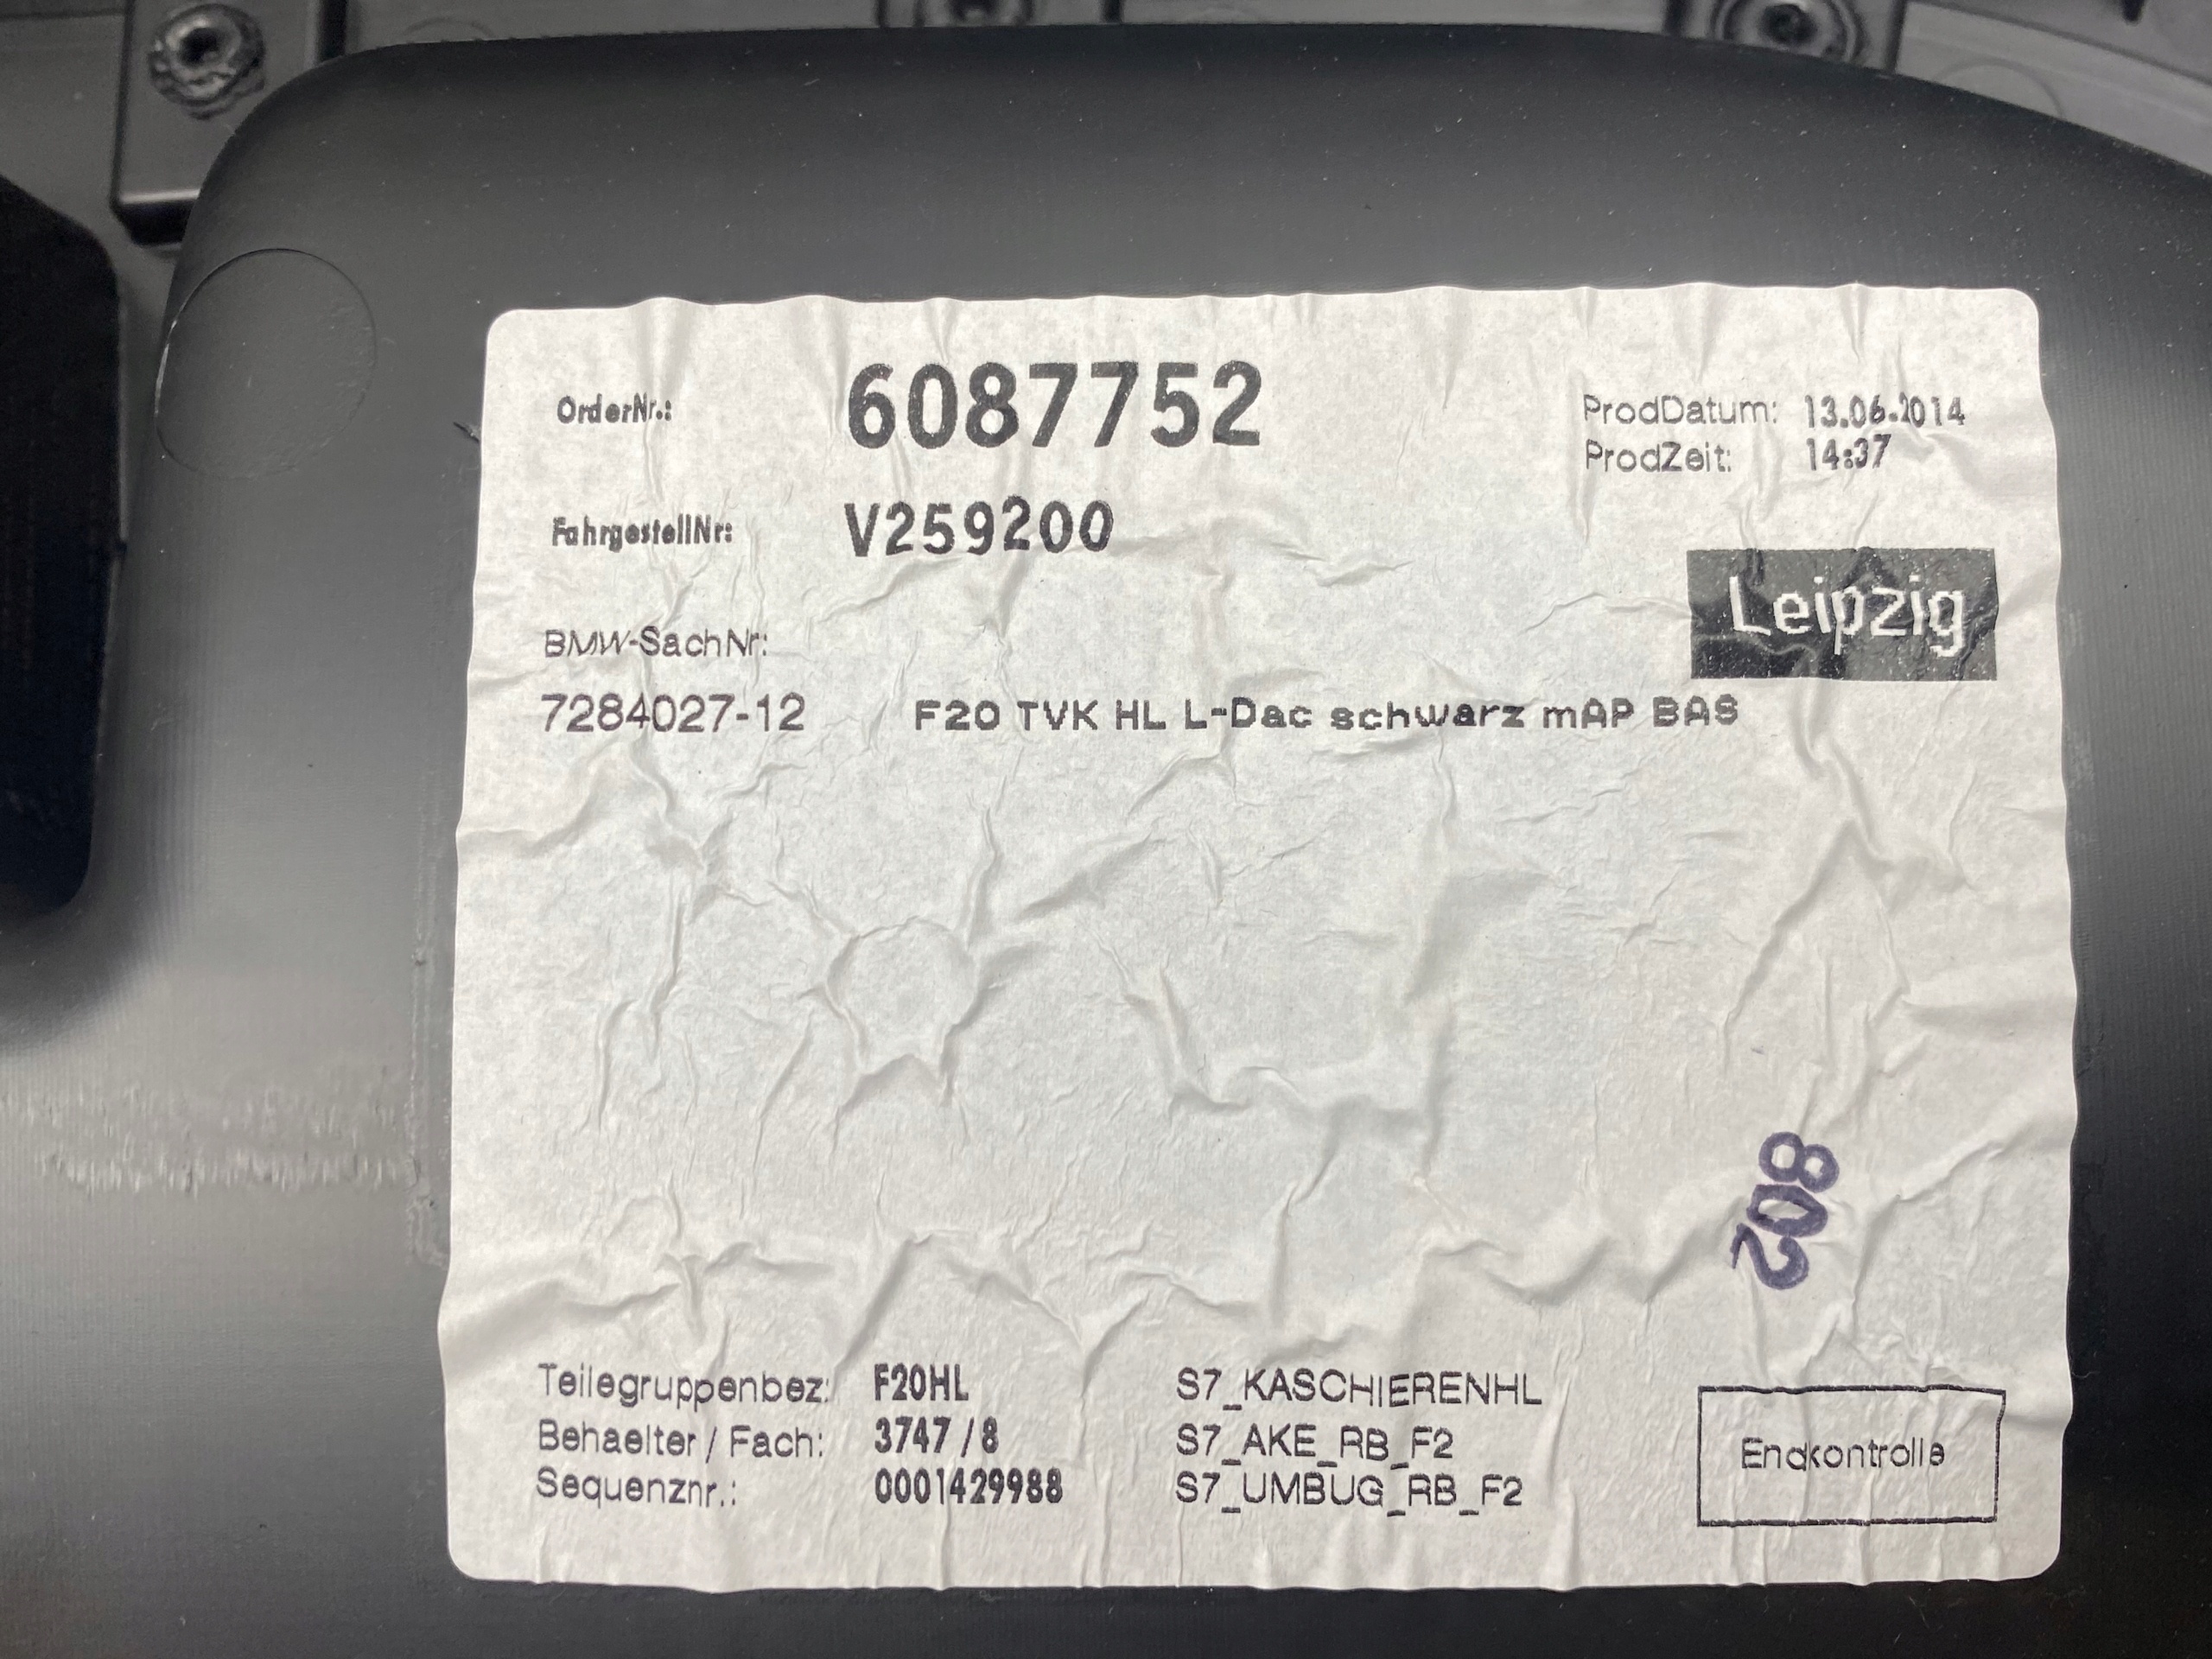 OrderNr.: 6087752
ProdDatum: 13.06.2014
ProdZeit: 14:37
FahrgestellNr: V259200
Leipzig
BMW-SachNr:
7284027-12 F20 TVK HL L-Dac schwarz mAP BAS
802
Teilegruppenbez: F20HL S7_KASCHIERENHL
Behaelter / Fach: 3747 / 8 S7_AKE_RB_F2
Sequenznr.: 0001429988 S7_UMBUG_RB_F2
Endkontrolle